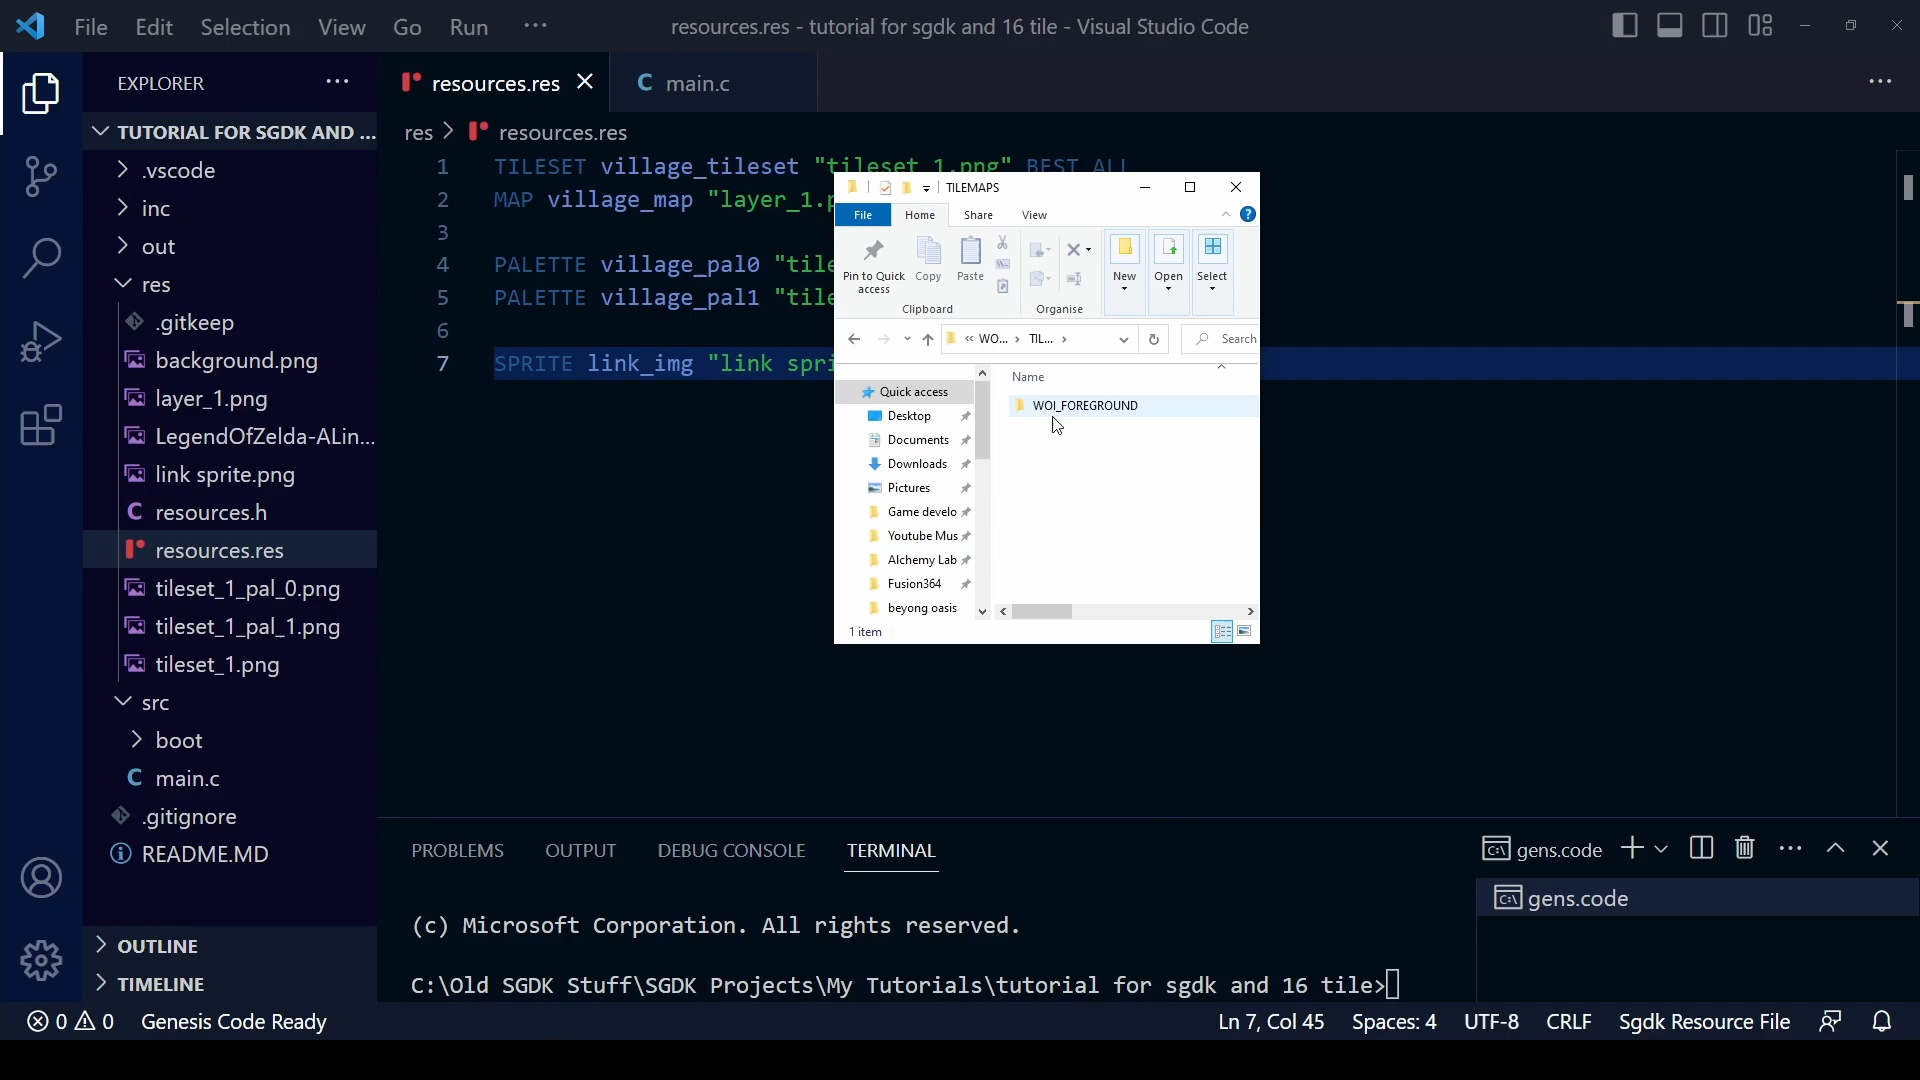 File Edit Selection View Go Run ··· resources.res - tutorial for sgdk and 16 tile - Visual Studio Code
EXPLORER ···
TUTORIAL FOR SGDK AND ...
.vscode
inc
out
res
.gitkeep
background.png
layer_1.png
LegendOfZelda-ALin...
link sprite.png
resources.h
resources.res
tileset_1_pal_0.png
tileset_1_pal_1.png
tileset_1.png
src
boot
main.c
.gitignore
README.MD
OUTLINE
TIMELINE
resources.res main.c ···
res > resources.res
1 TILESET village_tileset "tileset_1.png" BEST ALL
2 MAP village_map "layer_1.p
3
4 PALETTE village_pal0 "tile
5 PALETTE village_pal1 "tile
6
7 SPRITE link_img "link spri
TILEMAPS
File Home Share View
Pin to Quick access
Copy
Paste
New
Open
Select
Clipboard Organise
« WO... > TIL... > Search
Name
Quick access
Desktop
Documents
Downloads
Pictures
Game develo
Youtube Mus
Alchemy Lab
Fusion364
beyong oasis
WOI_FOREGROUND
1 item
PROBLEMS OUTPUT DEBUG CONSOLE TERMINAL
gens.code
gens.code
(c) Microsoft Corporation. All rights reserved.
C:\Old SGDK Stuff\SGDK Projects\My Tutorials\tutorial for sgdk and 16 tile>
0 0 Genesis Code Ready Ln 7, Col 45 Spaces: 4 UTF-8 CRLF Sgdk Resource File